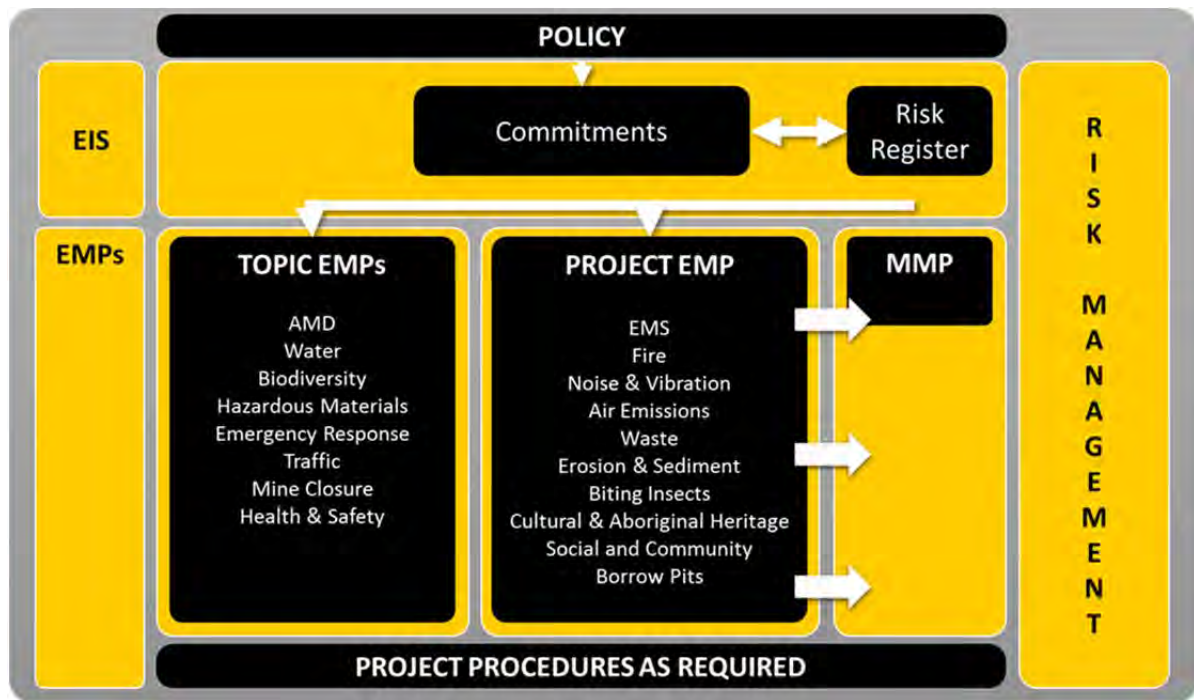 POLICY
EIS
Commitments
Risk
Register
EMPs
TOPIC EMPs
AMD
Water
Biodiversity
Hazardous Materials
Emergency Response
Traffic
Mine Closure
Health & Safety
PROJECT EMP
EMS
Fire
Noise & Vibration
Air Emissions
Waste
Erosion & Sediment
Biting Insects
Cultural & Aboriginal Heritage
Social and Community
Borrow Pits
MMP
RISK MANAGEMENT
PROJECT PROCEDURES AS REQUIRED